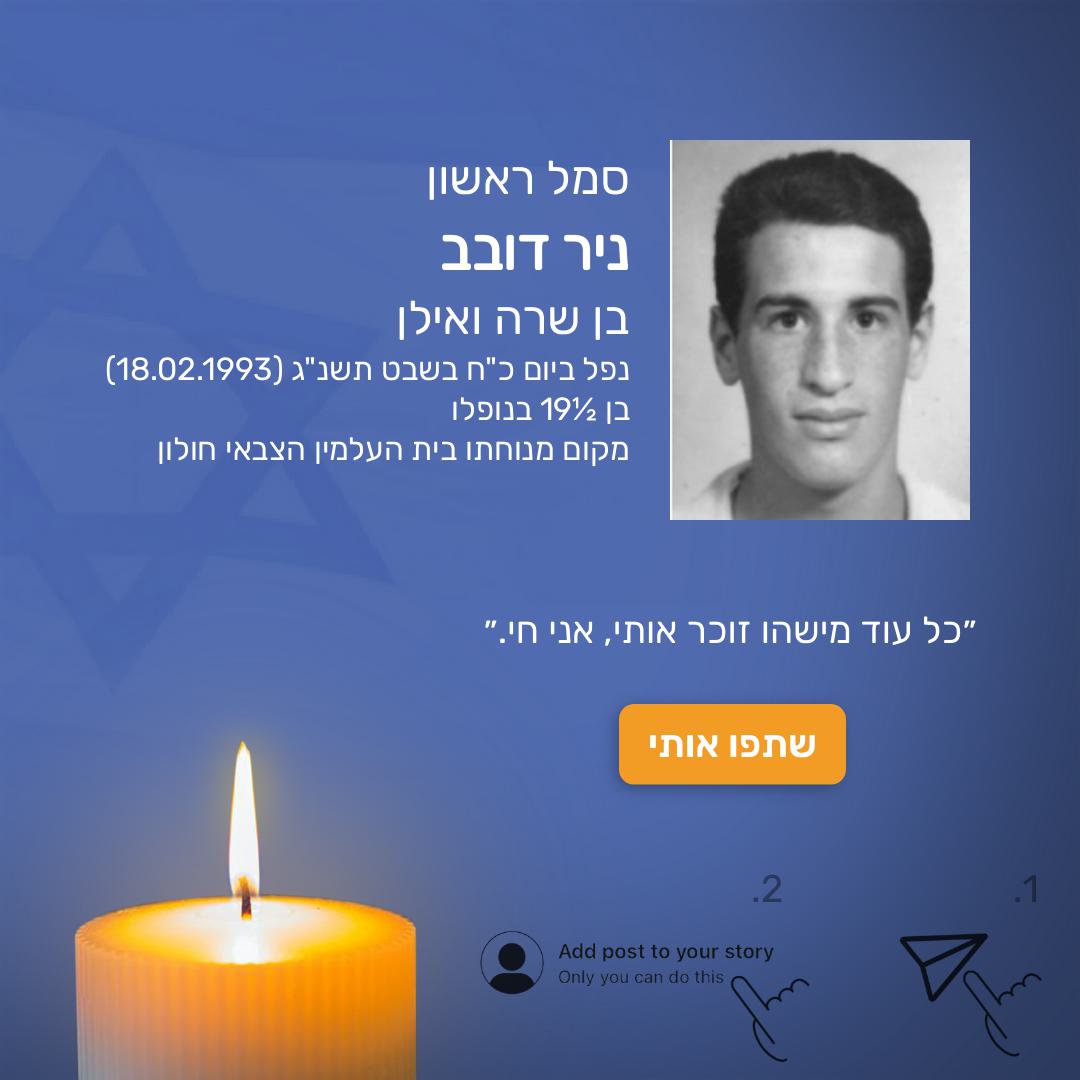 סמל ראשון
ניר דובב
בן שרה ואילן
נפל ביום כ"ח בשבט תשנ"ג (18.02.1993)
בן 19½ בנופלו
מקום מנוחתו בית העלמין הצבאי חולון
״כל עוד מישהו זוכר אותי, אני חי.״
שתפו אותי
.1
.2
Add post to your story
Only you can do this